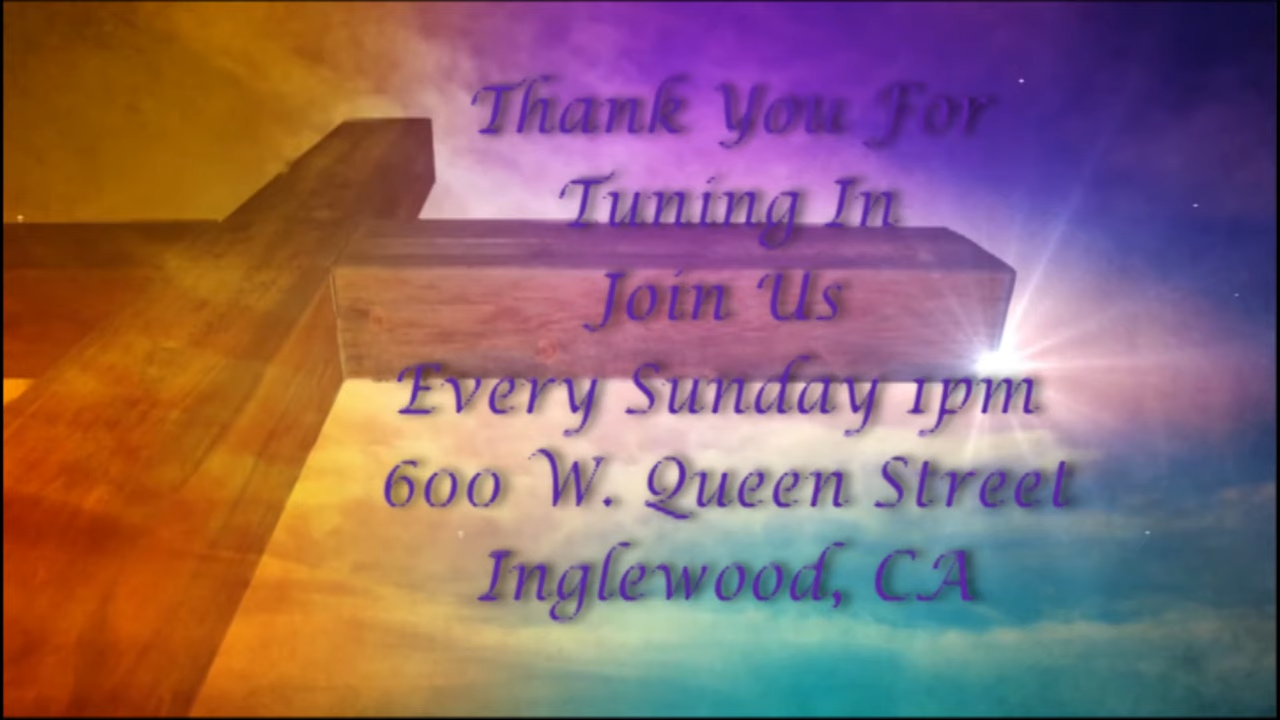 Thank You For
Tuning In
Join Us
Every Sunday 1pm
600 W. Queen Street
Inglewood, CA